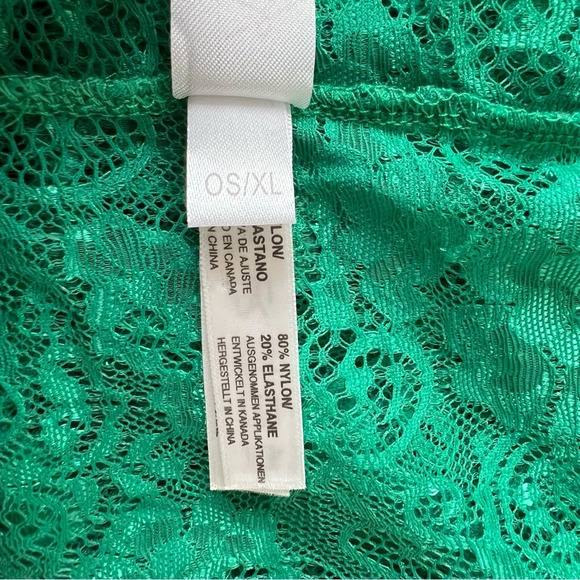 OS/XL
LON/
ASTANO
A DE AJUSTE
O EN CANADA
N CHINA
80% NYLON/
20% ELASTHANE
AUSGENOMMEN APPLIKATIONEN
ENTWICKELT IN KANADA
HERGESTELLT IN CHINA